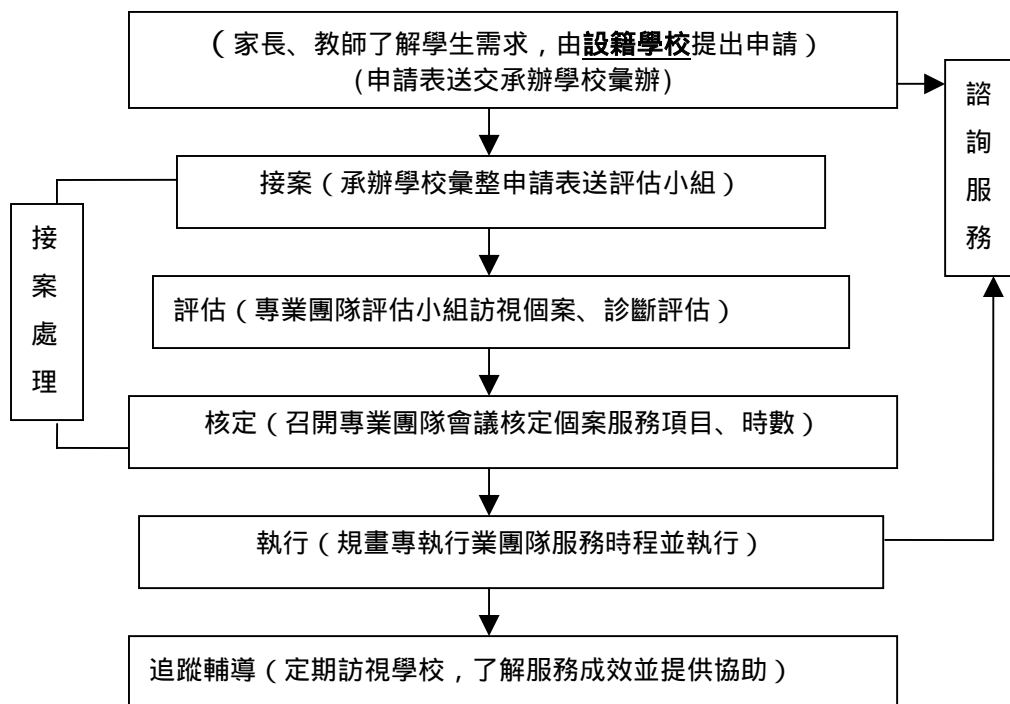 （家長、教師了解學生需求，由設籍學校提出申請）
(申請表送交承辦學校彙辦)
諮
詢
服
務
接案（承辦學校彙整申請表送評估小組）
接
案
處
理
評估（專業團隊評估小組訪視個案、診斷評估）
核定（召開專業團隊會議核定個案服務項目、時數）
執行（規畫專執行業團隊服務時程並執行）
追蹤輔導（定期訪視學校，了解服務成效並提供協助）